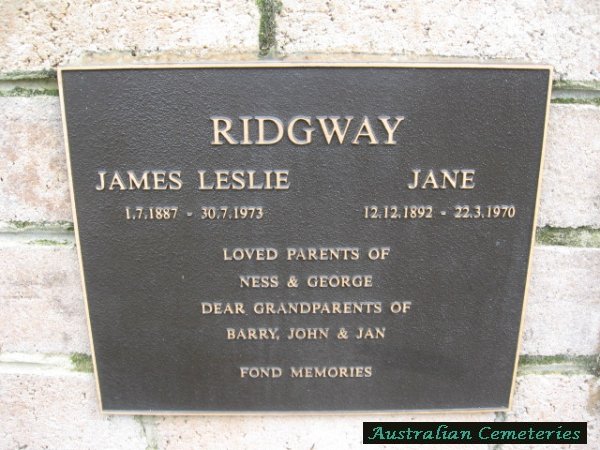 RIDGWAY
JAMES LESLIE JANE
1.7.1887 - 30.7.1973 12.12.1892 - 22.3.1970
LOVED PARENTS OF
NESS & GEORGE
DEAR GRANDPARENTS OF
BARRY, JOHN & JAN
FOND MEMORIES
Australian Cemeteries